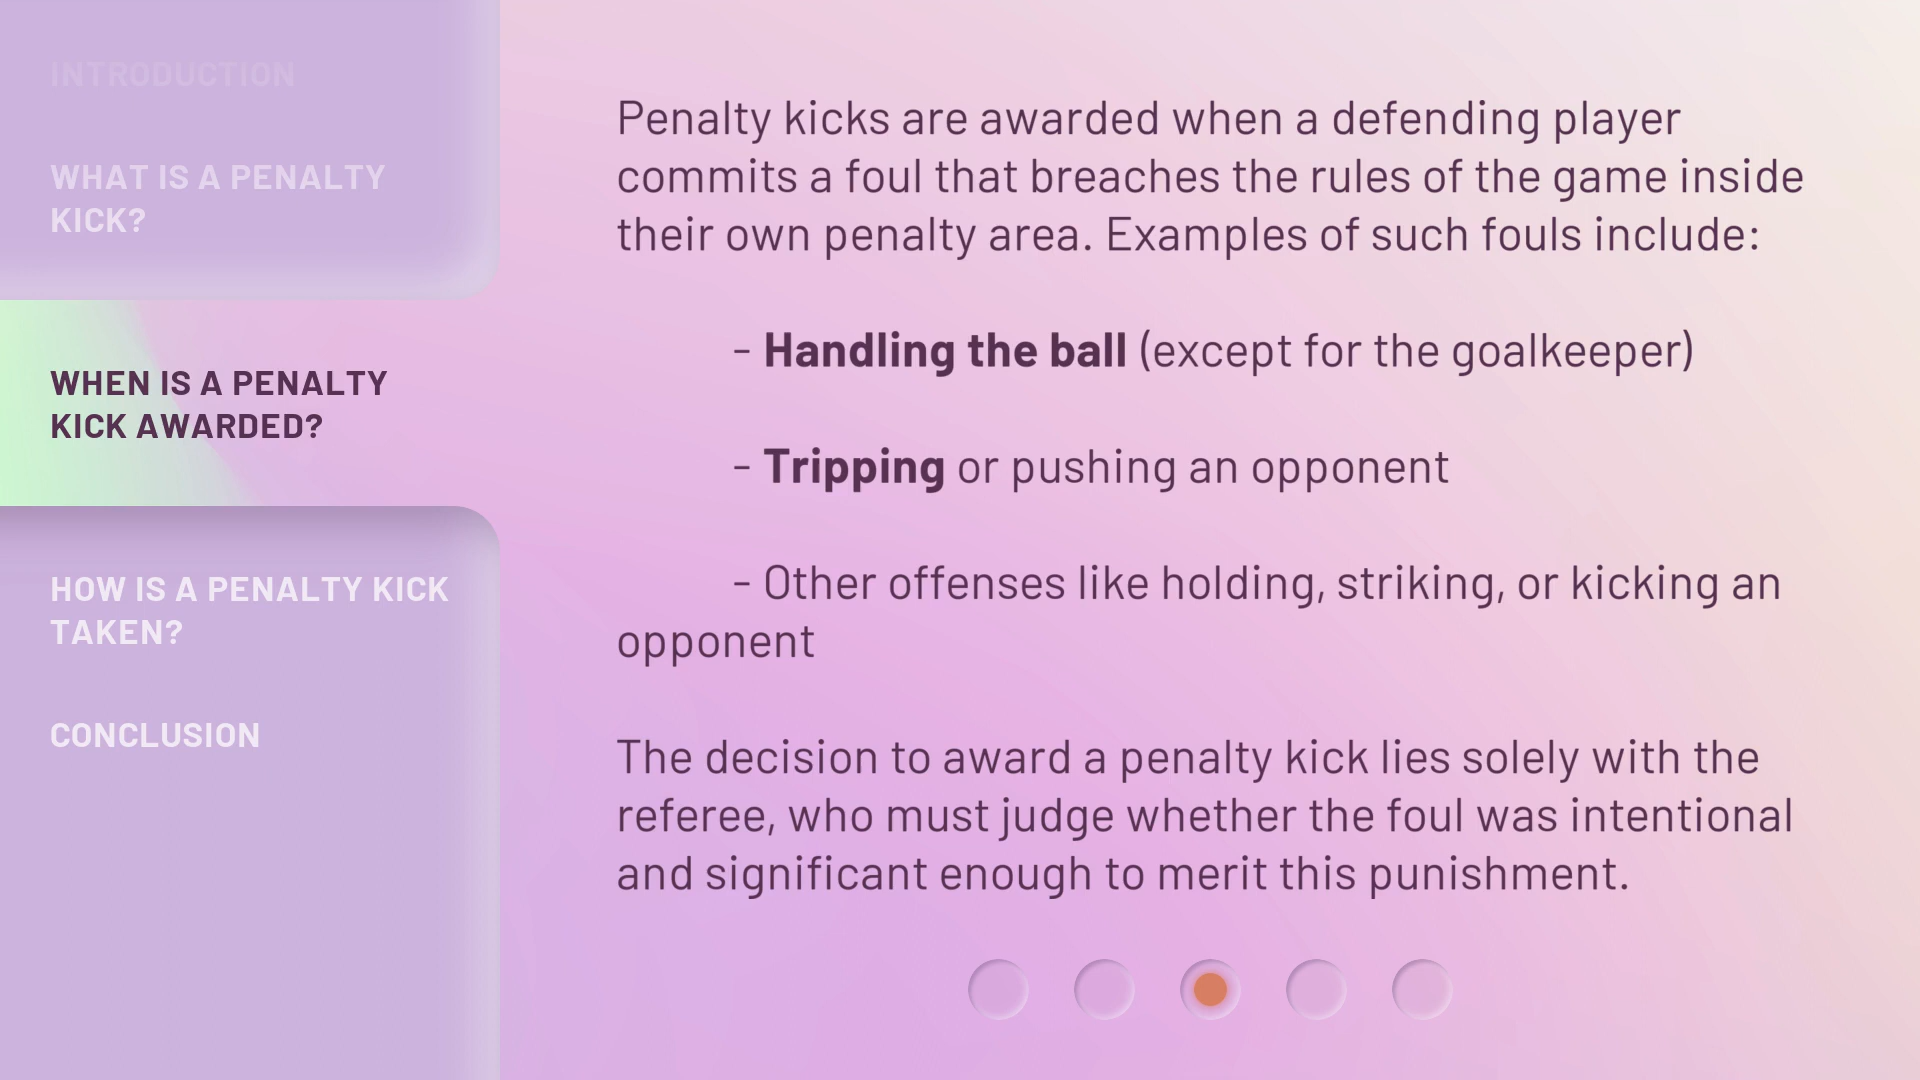 INTRODUCTION
WHAT IS A PENALTY
KICK?
WHEN IS A PENALTY
KICK AWARDED?
HOW IS A PENALTY KICK
TAKEN?
CONCLUSION
Penalty kicks are awarded when a defending player
commits a foul that breaches the rules of the game inside
their own penalty area. Examples of such fouls include:
- Handling the ball (except for the goalkeeper)
- Tripping or pushing an opponent
- Other offenses like holding, striking, or kicking an
opponent
The decision to award a penalty kick lies solely with the
referee, who must judge whether the foul was intentional
and significant enough to merit this punishment.